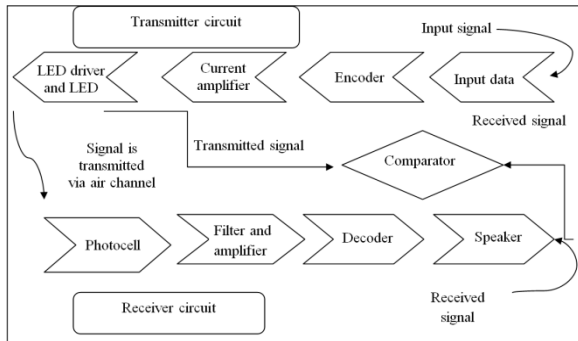 Transmitter circuit
Input signal
LED driver
and LED
Current
amplifier
Encoder
Input data
Received signal
Signal is
transmitted
via air channel
Transmitted signal
Comparator
Photocell
Filter and
amplifier
Decoder
Speaker
Receiver circuit
Received
signal